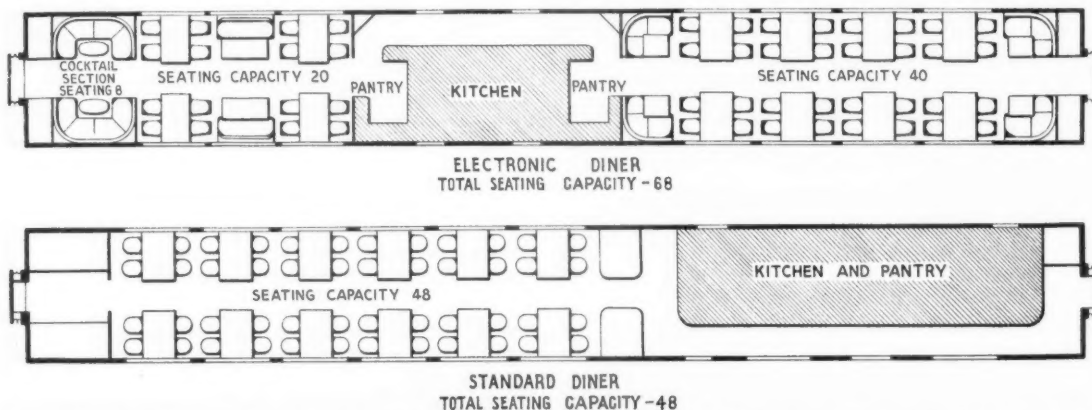 COCKTAIL
SECTION
SEATING 8
SEATING CAPACITY 20
PANTRY
KITCHEN
PANTRY
SEATING CAPACITY 40
ELECTRONIC DINER
TOTAL SEATING CAPACITY-68
SEATING CAPACITY 48
KITCHEN AND PANTRY
STANDARD DINER
TOTAL SEATING CAPACITY-48